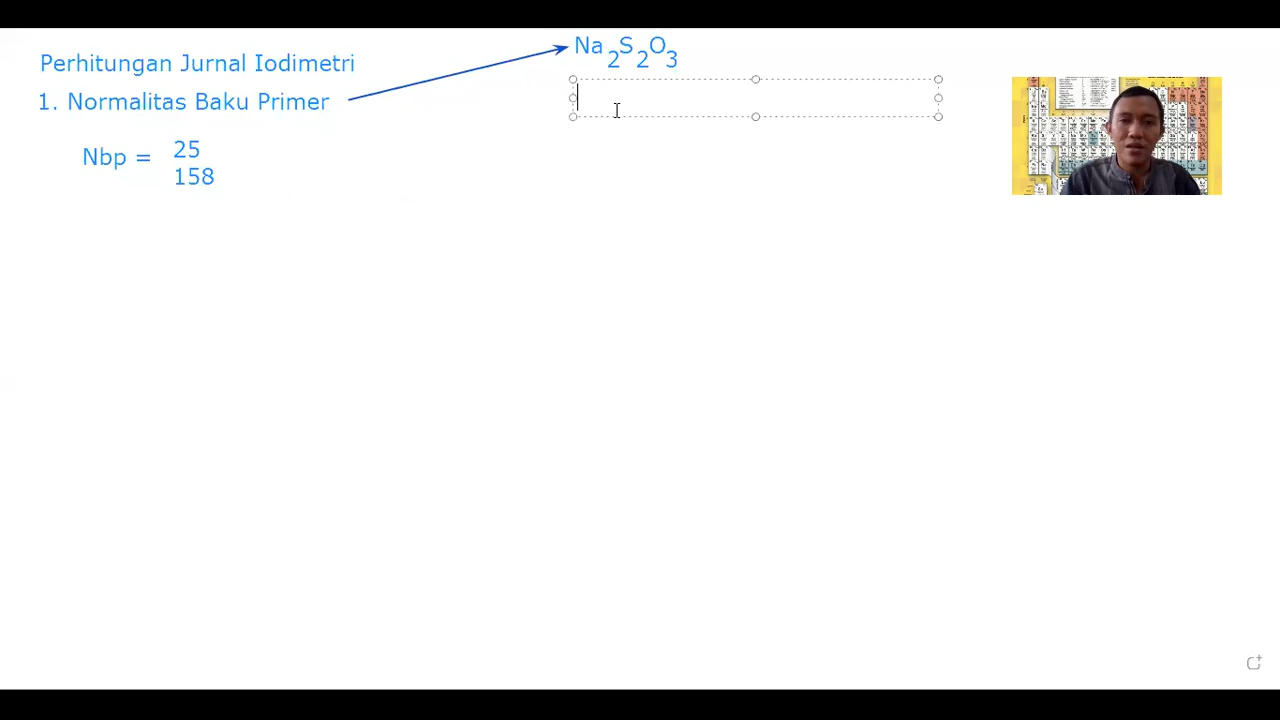 Perhitungan Jurnal Iodimetri
1. Normalitas Baku Primer
Na2S2O3
Nbp = 25
158